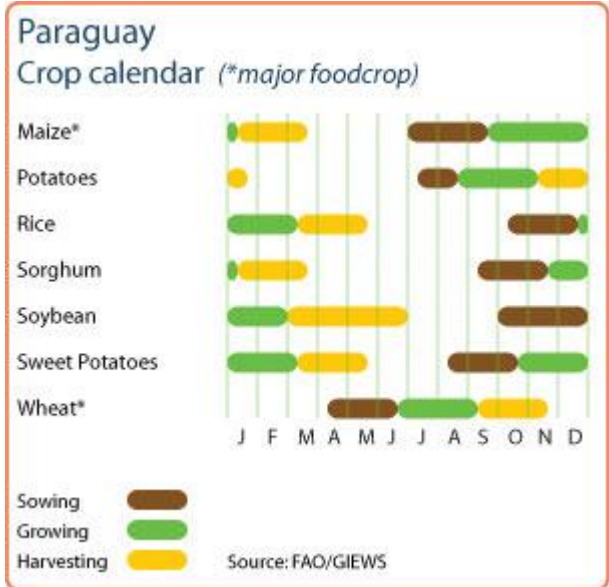 Paraguay
Crop calendar (*major foodcrop)
Maize*
Potatoes
Rice
Sorghum
Soybean
Sweet Potatoes
Wheat*
J F M A M J J A S O N D
Sowing
Growing
Harvesting Source: FAO/GIEWS